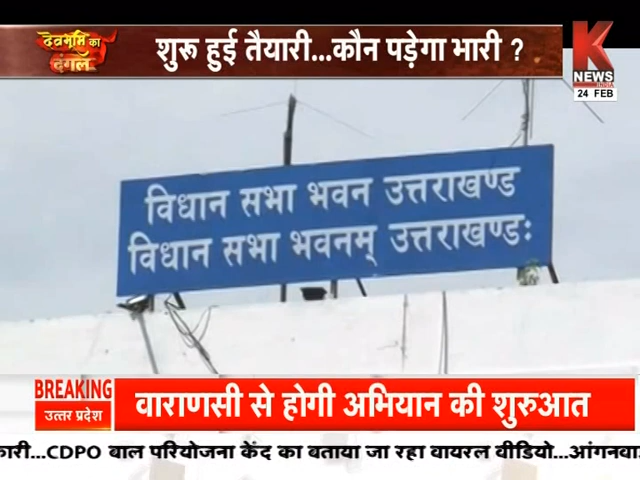 देवभूमि का
दंगल
शुरू हुई तैयारी...कौन पड़ेगा भारी ?
K
NEWS
INDIA
24 FEB
विधान सभा भवन उत्तराखण्ड
विधान सभा भवनम् उत्तराखण्ड:
BREAKING
उत्तर प्रदेश
वाराणसी से होगी अभियान की शुरुआत
कारी...CDPO बाल परियोजना केंद का बताया जा रहा वायरल वीडियो...आंगनवाड